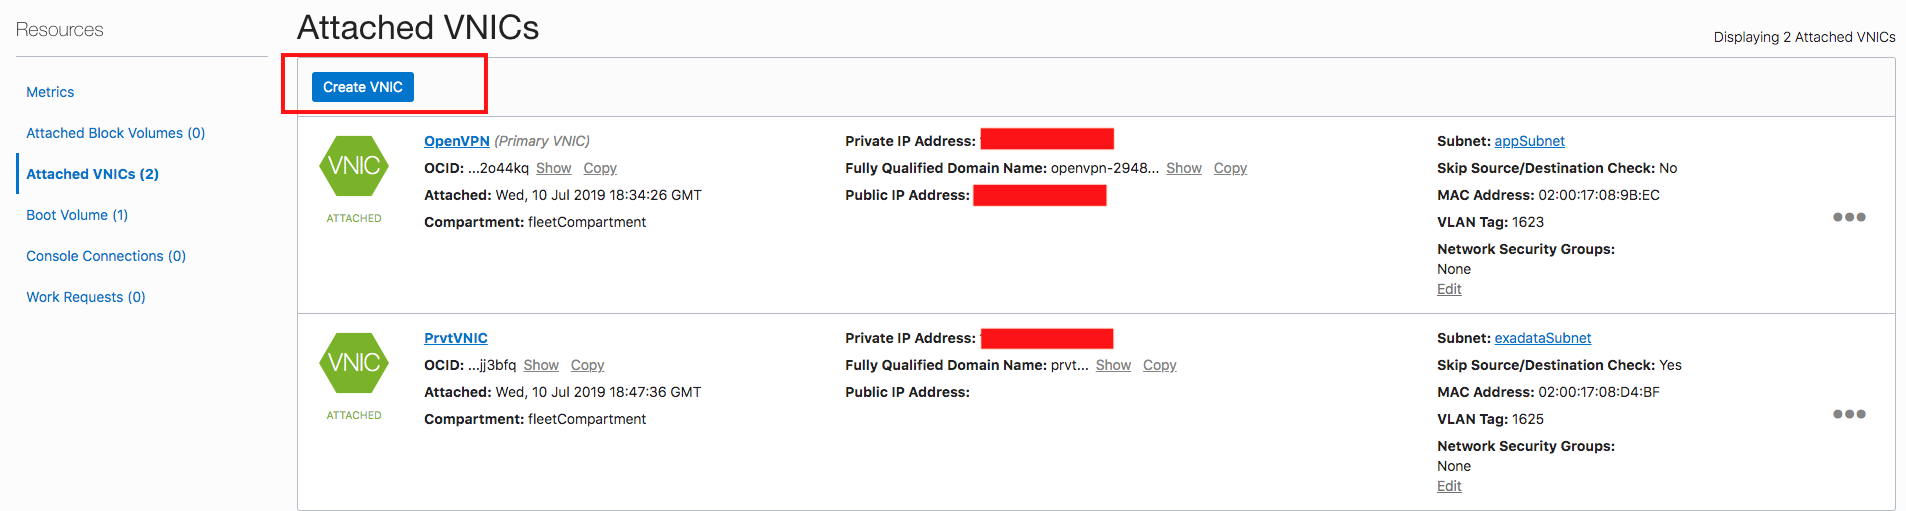 Resources
Metrics
Attached Block Volumes (0)
Attached VNICs (2)
Boot Volume (1)
Console Connections (0)
Work Requests (0)
Attached VNICs
Displaying 2 Attached VNICs
Create VNIC
VNIC
ATTACHED
OpenVPN (Primary VNIC)
OCID: ...2o44kq Show Copy
Attached: Wed, 10 Jul 2019 18:34:26 GMT
Compartment: fleetCompartment
Private IP Address:
Fully Qualified Domain Name: openvpn-2948... Show Copy
Public IP Address:
Subnet: appSubnet
Skip Source/Destination Check: No
MAC Address: 02:00:17:08:9B:EC
VLAN Tag: 1623
Network Security Groups:
None
Edit
VNIC
ATTACHED
PrvtVNIC
OCID: ...jj3bfq Show Copy
Attached: Wed, 10 Jul 2019 18:47:36 GMT
Compartment: fleetCompartment
Private IP Address:
Fully Qualified Domain Name: prvt... Show Copy
Public IP Address:
Subnet: exadataSubnet
Skip Source/Destination Check: Yes
MAC Address: 02:00:17:08:D4:BF
VLAN Tag: 1625
Network Security Groups:
None
Edit